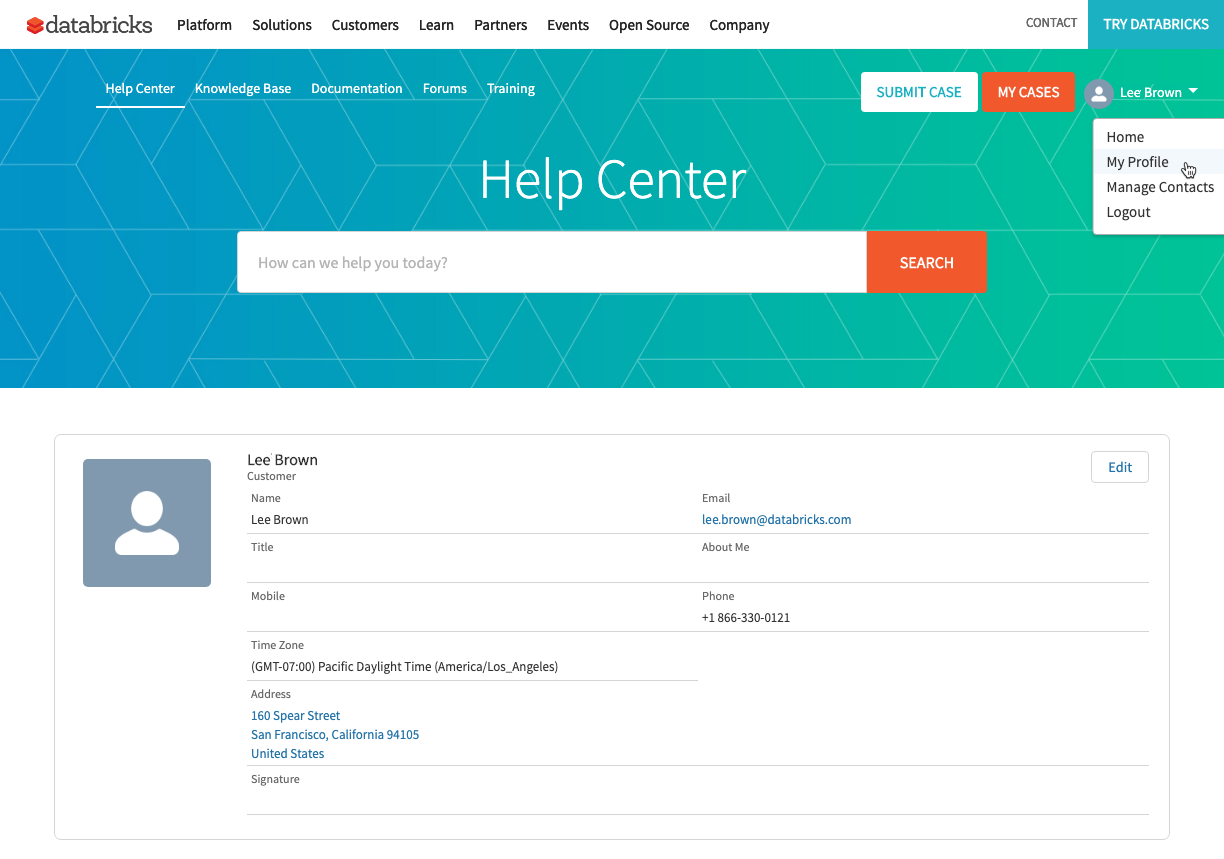 databricks
Platform Solutions Customers Learn Partners Events Open Source Company
CONTACT
TRY DATABRICKS
Help Center Knowledge Base Documentation Forums Training
SUBMIT CASE
MY CASES
Lee Brown
Home
My Profile
Manage Contacts
Logout
Help Center
How can we help you today?
SEARCH
Lee Brown
Customer
Edit
Name
Lee Brown
Email
lee.brown@databricks.com
Title
About Me
Mobile
Phone
+1 866-330-0121
Time Zone
(GMT-07:00) Pacific Daylight Time (America/Los_Angeles)
Address
160 Spear Street
San Francisco, California 94105
United States
Signature